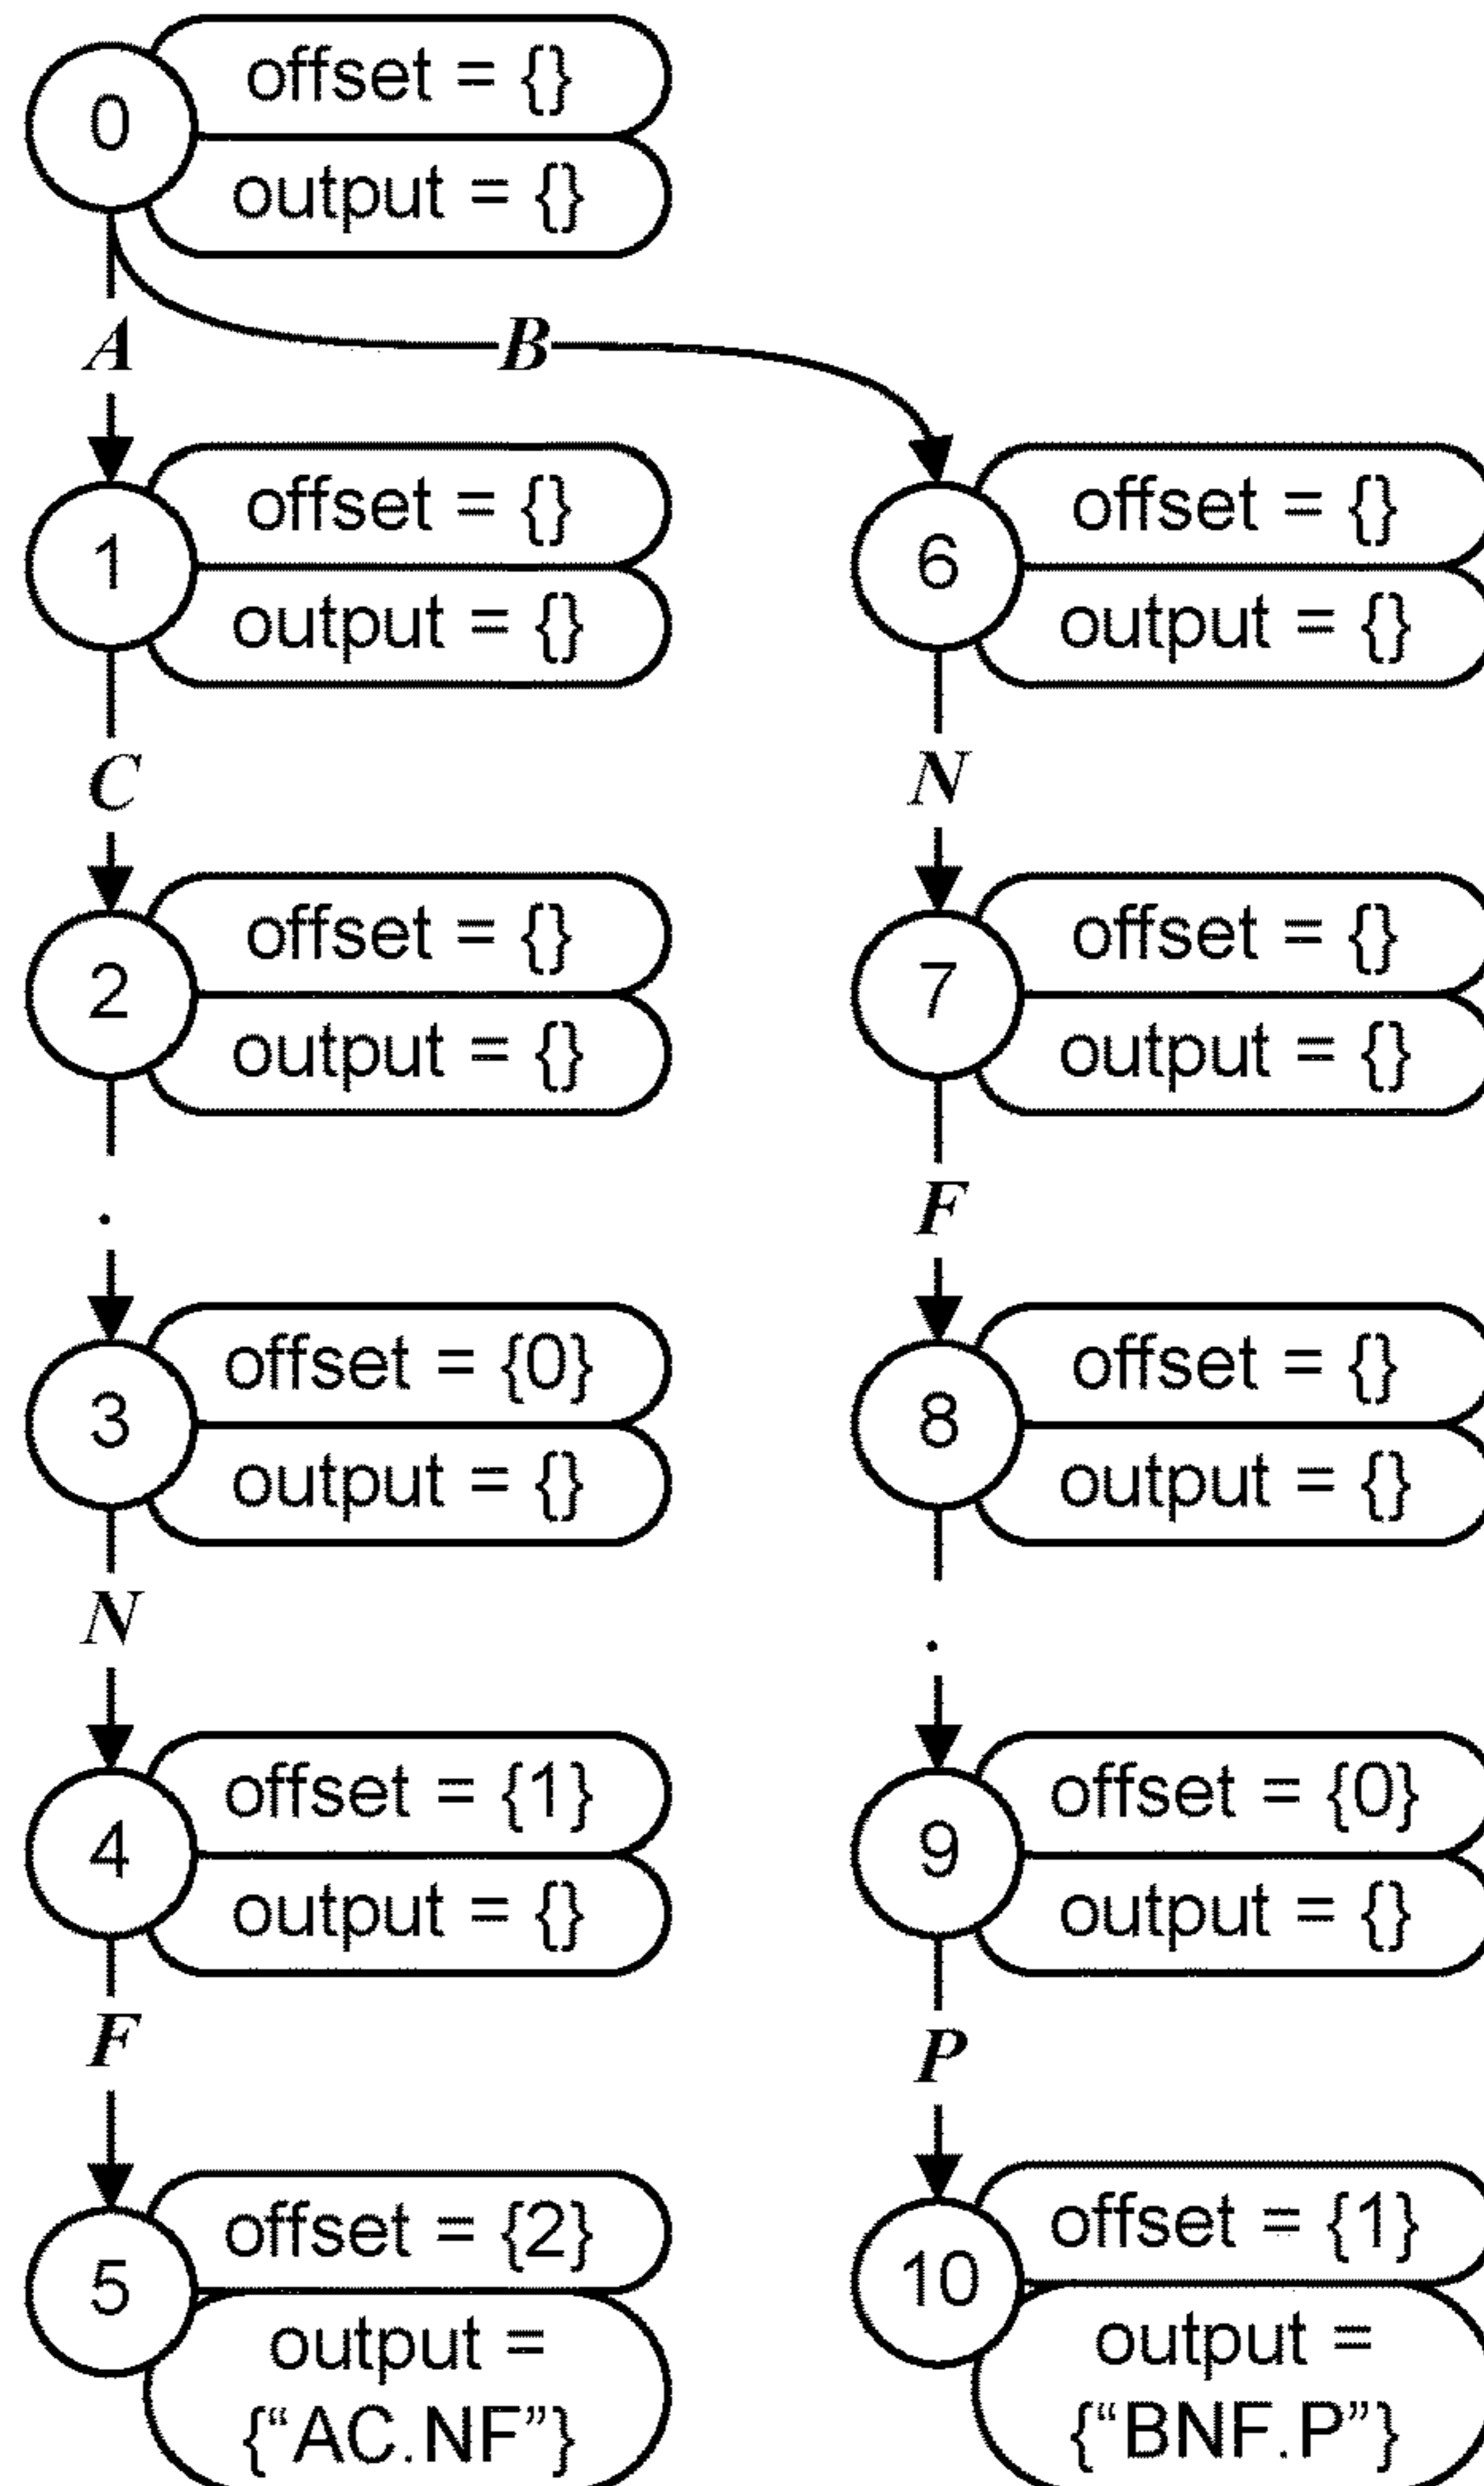 0
offset = {}
output = {}
A
B
1
offset = {}
output = {}
6
offset = {}
output = {}
C
N
2
offset = {}
output = {}
7
offset = {}
output = {}
.
F
3
offset = {0}
output = {}
8
offset = {}
output = {}
N
.
4
offset = {1}
output = {}
9
offset = {0}
output = {}
F
P
5
offset = {2}
output =
{“AC.NF”}
10
offset = {1}
output =
{“BNF.P”}